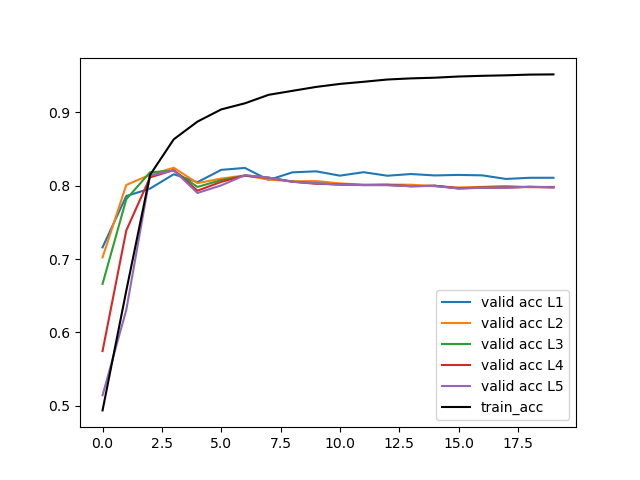 0.9
0.8
0.7
0.6
0.5
0.0 2.5 5.0 7.5 10.0 12.5 15.0 17.5
valid acc L1
valid acc L2
valid acc L3
valid acc L4
valid acc L5
train_acc